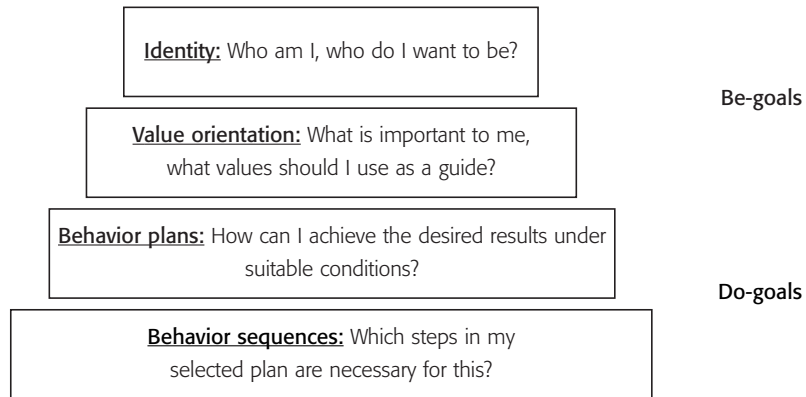 Identity: Who am I, who do I want to be?
Be-goals
Value orientation: What is important to me,
what values should I use as a guide?
Behavior plans: How can I achieve the desired results under
suitable conditions?
Do-goals
Behavior sequences: Which steps in my
selected plan are necessary for this?